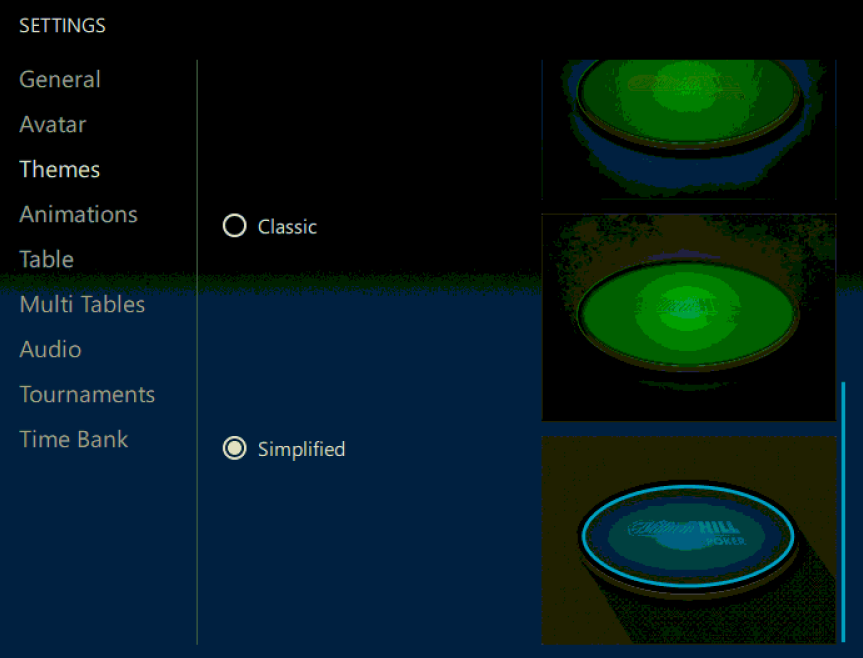 SETTINGS
General
Avatar
Themes
Animations
Table
Multi Tables
Audio
Tournaments
Time Bank
Classic
Simplified
William HILL
POKER